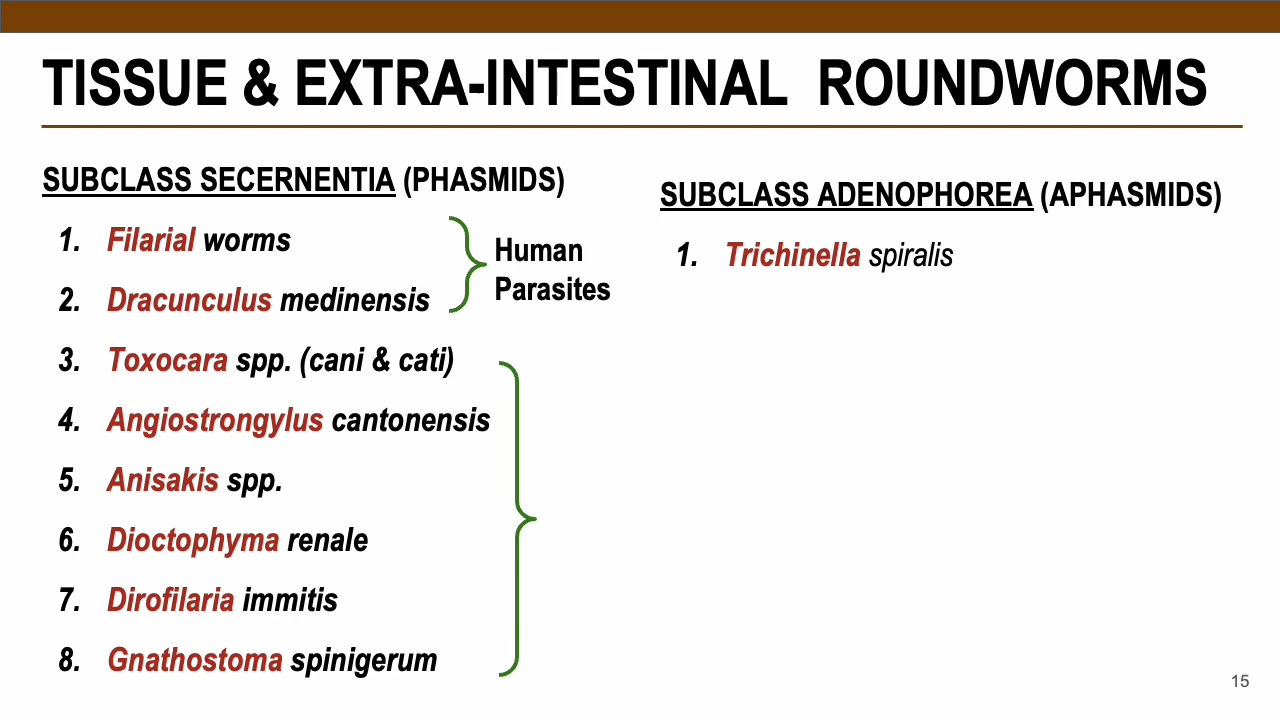 TISSUE & EXTRA-INTESTINAL ROUNDWORMS
SUBCLASS SECERNENTIA (PHASMIDS)
1. Filarial worms
2. Dracunculus medinensis
Human
Parasites
3. Toxocara spp. (cani & cati)
4. Angiostrongylus cantonensis
5. Anisakis spp.
6. Dioctophyma renale
7. Dirofilaria immitis
8. Gnathostoma spinigerum
SUBCLASS ADENOPHOREA (APHASMIDS)
1. Trichinella spiralis
15